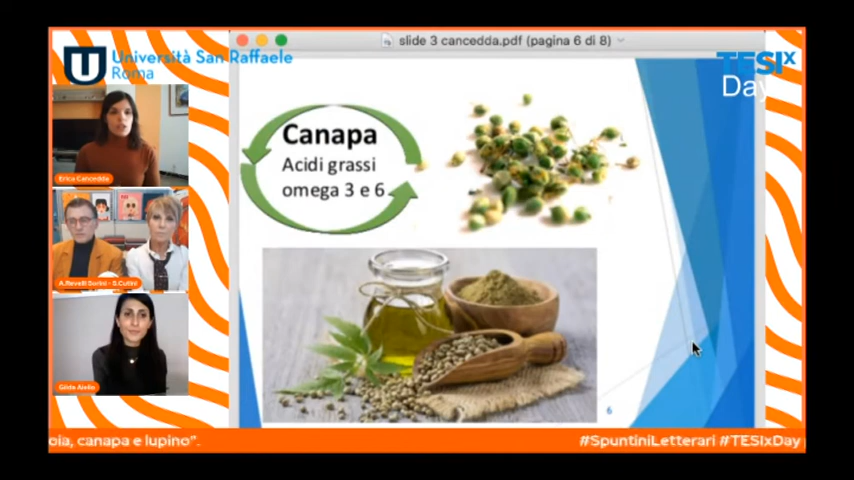 slide 3 cancedda.pdf (pagina 6 di 8)
Università San Raffaele
Roma
TESIx
Day
Canapa
Acidi grassi
omega 3 e 6
Erica Cancedda
A.Revelli Sorini - S.Cutini
Gilda Aiello
6
oia, canapa e lupino".
#SpuntiniLetterari #TESIxDay